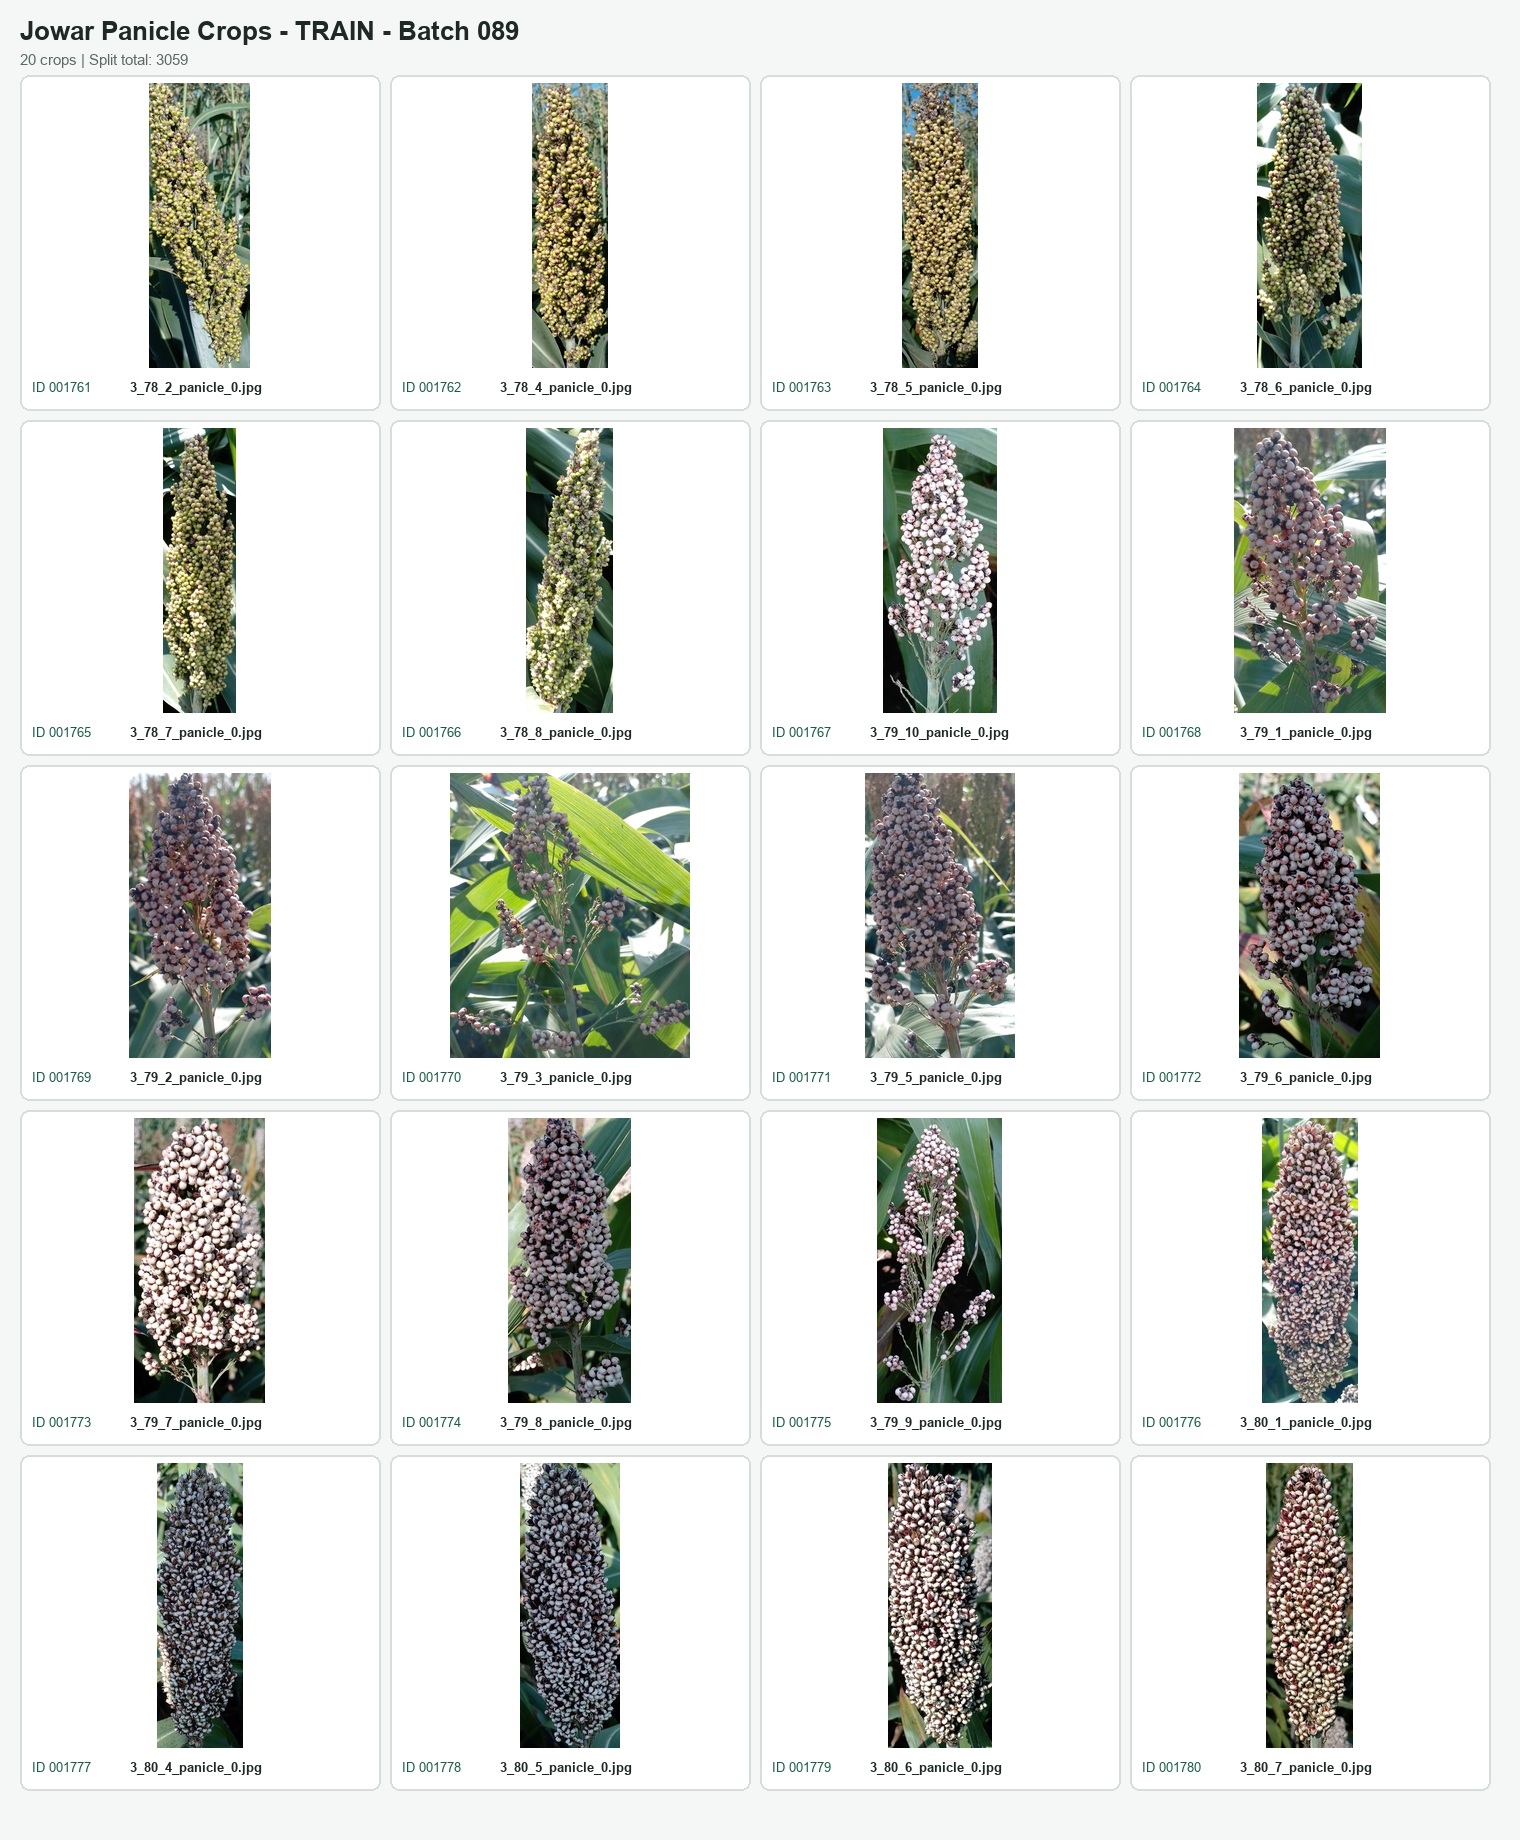 Jowar Panicle Crops - TRAIN - Batch 089
20 crops | Split total: 3059
ID 001761 3_78_2_panicle_0.jpg
ID 001762 3_78_4_panicle_0.jpg
ID 001763 3_78_5_panicle_0.jpg
ID 001764 3_78_6_panicle_0.jpg
ID 001765 3_78_7_panicle_0.jpg
ID 001766 3_78_8_panicle_0.jpg
ID 001767 3_79_10_panicle_0.jpg
ID 001768 3_79_1_panicle_0.jpg
ID 001769 3_79_2_panicle_0.jpg
ID 001770 3_79_3_panicle_0.jpg
ID 001771 3_79_5_panicle_0.jpg
ID 001772 3_79_6_panicle_0.jpg
ID 001773 3_79_7_panicle_0.jpg
ID 001774 3_79_8_panicle_0.jpg
ID 001775 3_79_9_panicle_0.jpg
ID 001776 3_80_1_panicle_0.jpg
ID 001777 3_80_4_panicle_0.jpg
ID 001778 3_80_5_panicle_0.jpg
ID 001779 3_80_6_panicle_0.jpg
ID 001780 3_80_7_panicle_0.jpg